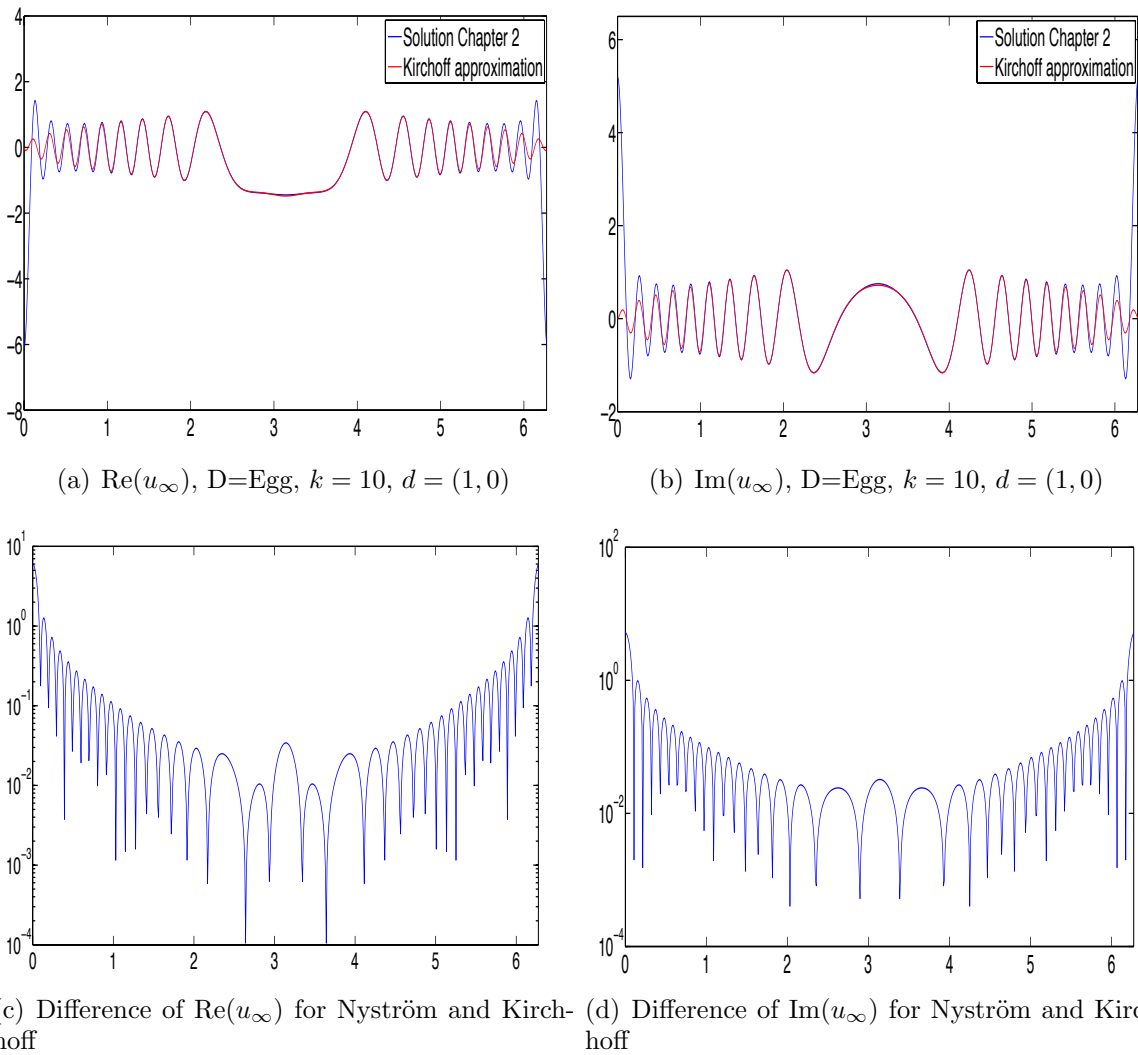 4
2
0
−2
−4
−6
−8
0 1 2 3 4 5 6
Solution Chapter 2
Kirchoff approximation
(a) Re(u∞), D=Egg, k = 10, d = (1, 0)
6
4
2
0
−2
0 1 2 3 4 5 6
Solution Chapter 2
Kirchoff approximation
(b) Im(u∞), D=Egg, k = 10, d = (1, 0)
10^1
10^0
10^−1
10^−2
10^−3
10^−4
0 1 2 3 4 5 6
(c) Difference of Re(u∞) for Nyström and Kirch-
hoff
10^2
10^0
10^−2
10^−4
0 1 2 3 4 5 6
(d) Difference of Im(u∞) for Nyström and Kirc
hoff